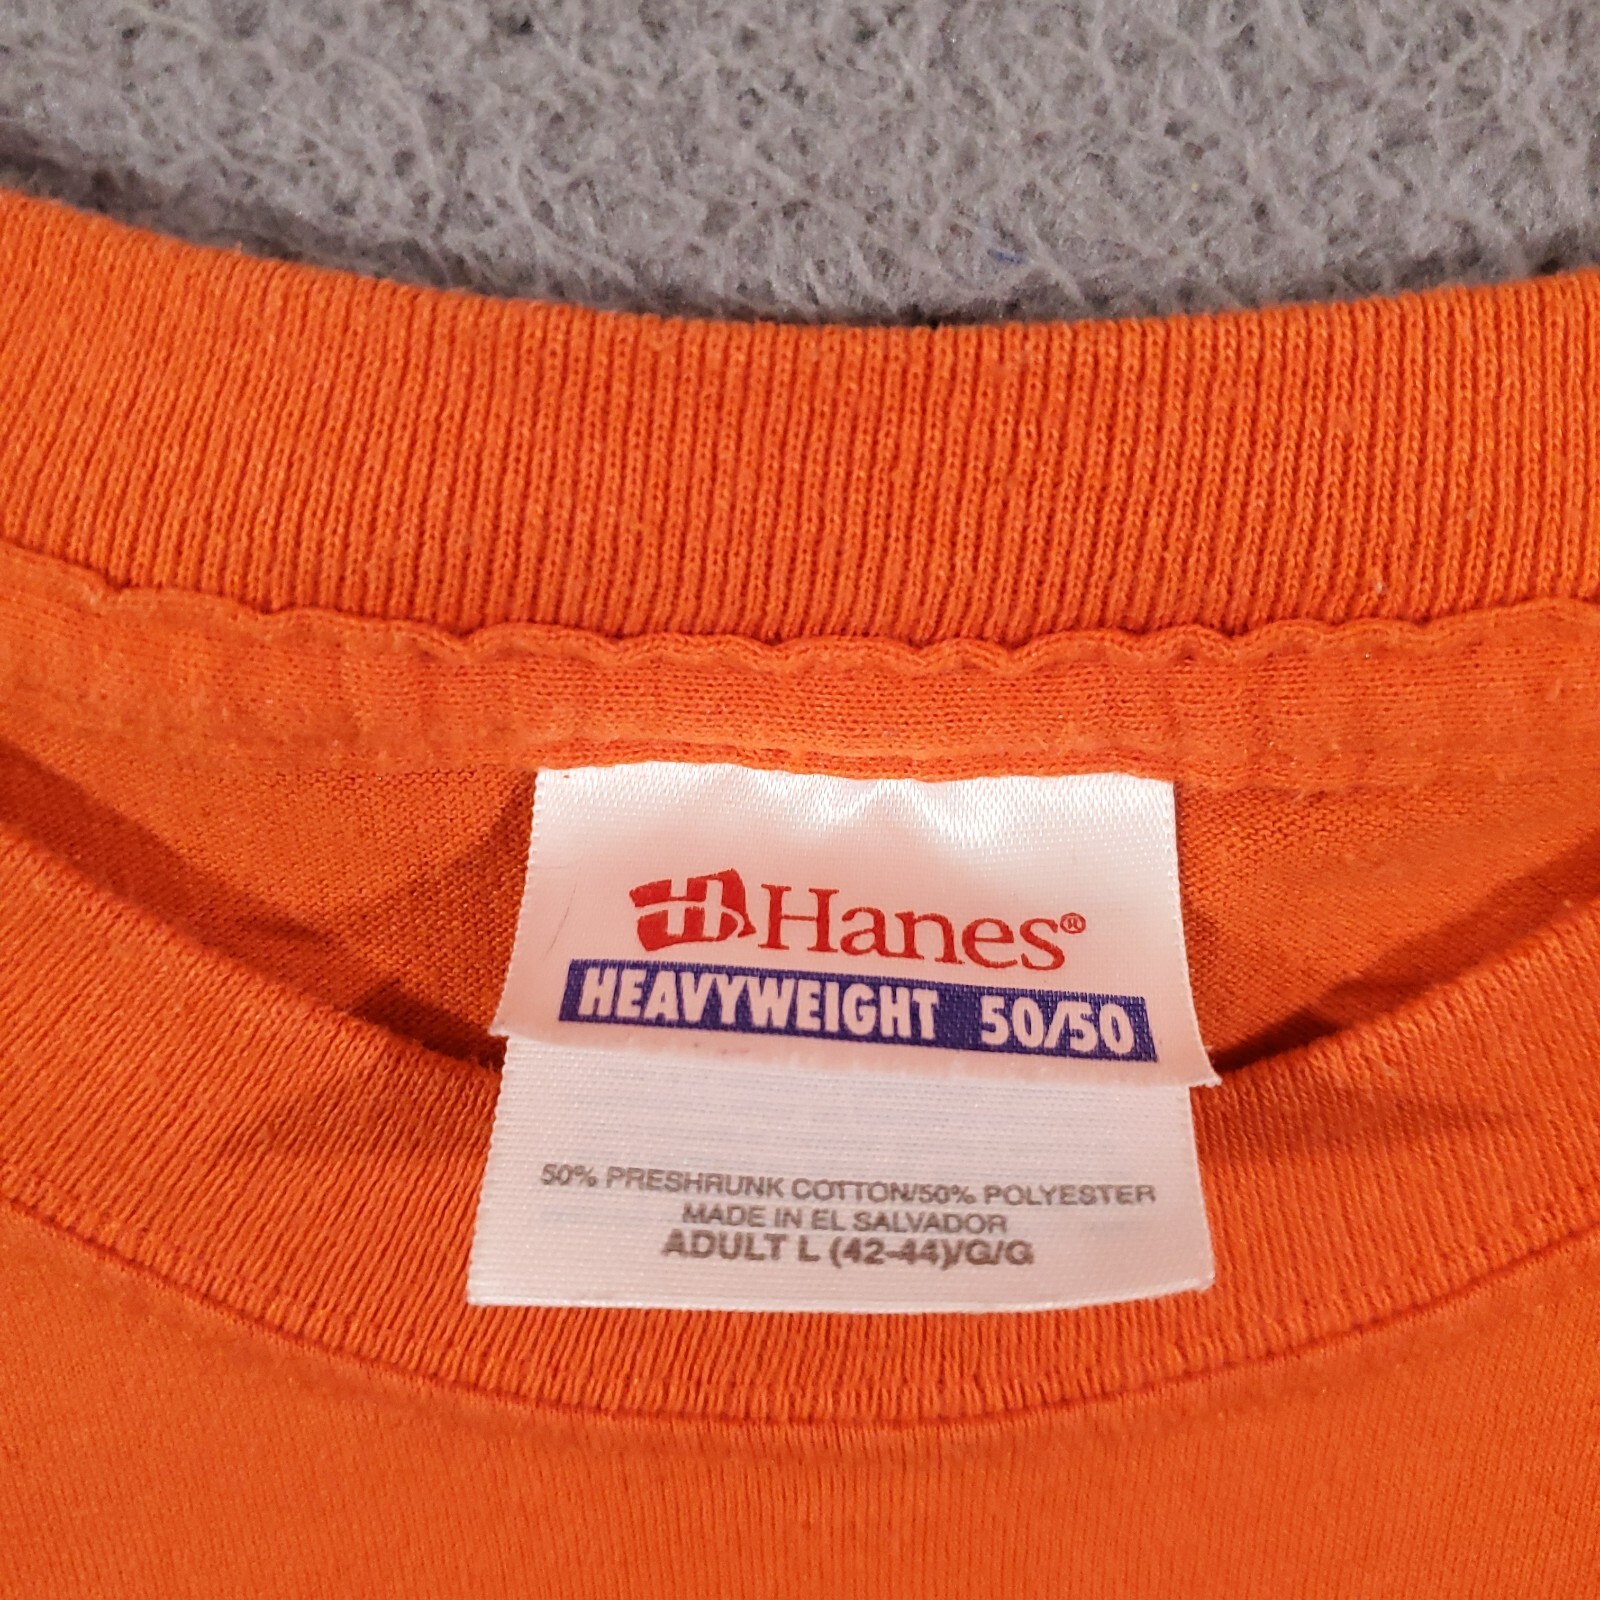 Hanes®
HEAVYWEIGHT 50/50
50% PRESHRUNK COTTON/50% POLYESTER
MADE IN EL SALVADOR
ADULT L (42-44)/G/G